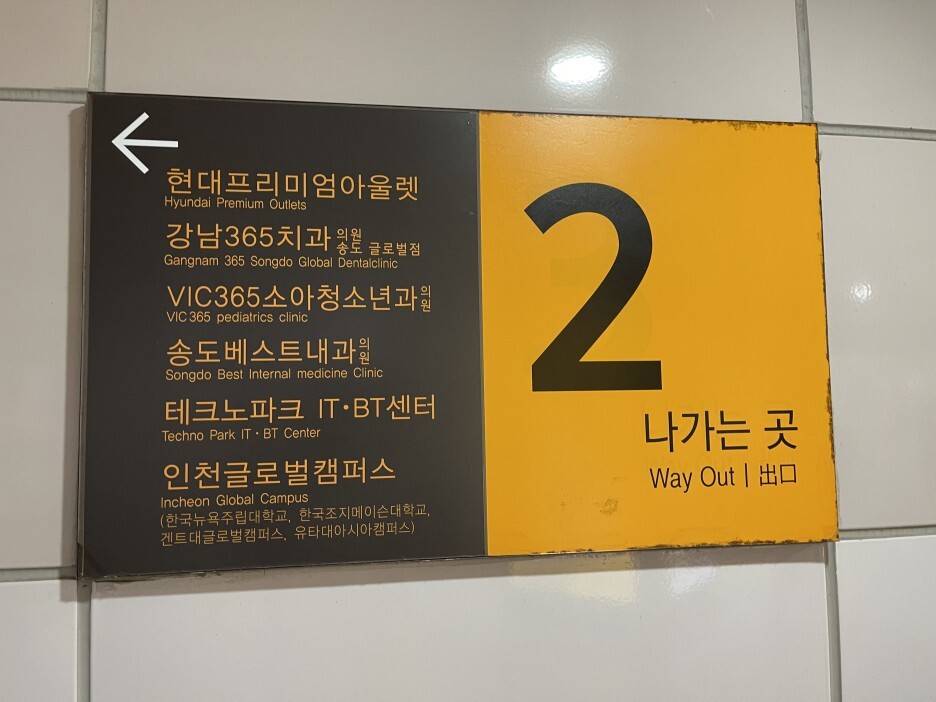 현대프리미엄아울렛
Hyundai Premium Outlets
강남365치과 의원 송도 글로벌점
Gangnam 365 Songdo Global Dentalclinic
VIC365소아청소년과의원
VIC365 pediatrics clinic
송도베스트내과의원
Songdo Best Internal medicine Clinic
테크노파크 IT·BT센터
Techno Park IT·BT Center
인천글로벌캠퍼스
Incheon Global Campus
(한국뉴욕주립대학교, 한국조지메이슨대학교,
겐트대글로벌캠퍼스, 유타대아시아캠퍼스)
2
나가는 곳
Way Out | 出口